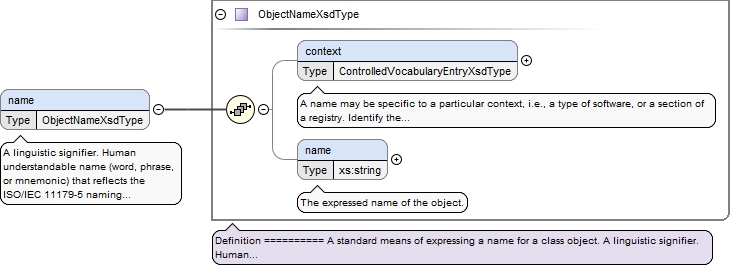 ObjectNameXsdType
context
Type ControlledVocabularyEntryXsdType
A name may be specific to a particular context, i.e., a type of software, or a section of
a registry. Identify the...
name
Type ObjectNameXsdType
A linguistic signifier. Human
understandable name (word, phrase,
or mnemonic) that reflects the
ISO/IEC 11179-5 naming...
name
Type xs:string
The expressed name of the object.
Definition ========== A standard means of expressing a name for a class object. A linguistic signifier.
Human...